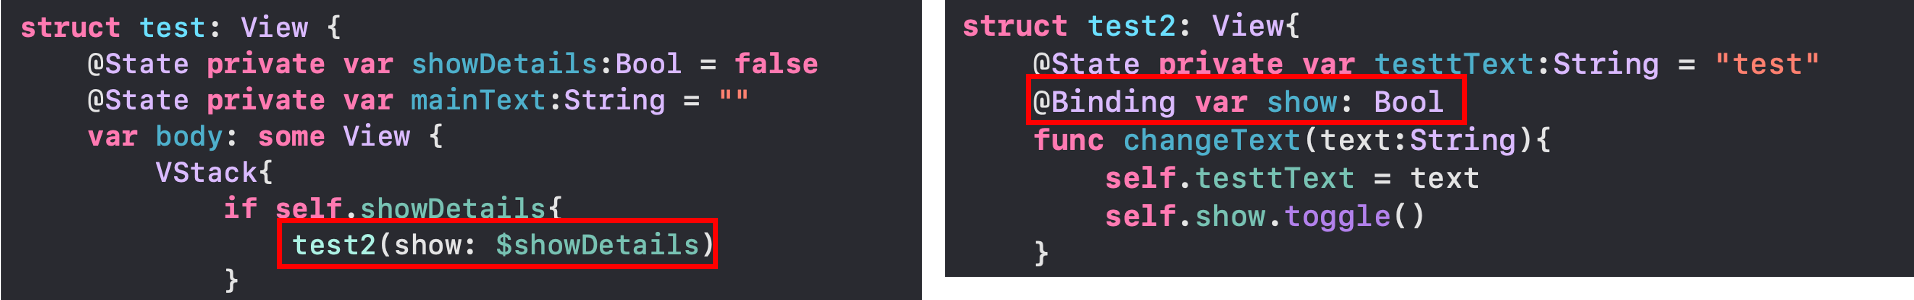 struct test: View {
@State private var showDetails:Bool = false
@State private var mainText:String = ""
var body: some View {
VStack{
if self.showDetails{
test2(show: $showDetails)
}
struct test2: View{
@State private var testtText:String = "test"
@Binding var show: Bool
func changeText(text:String){
self.testtText = text
self.show.toggle()
}